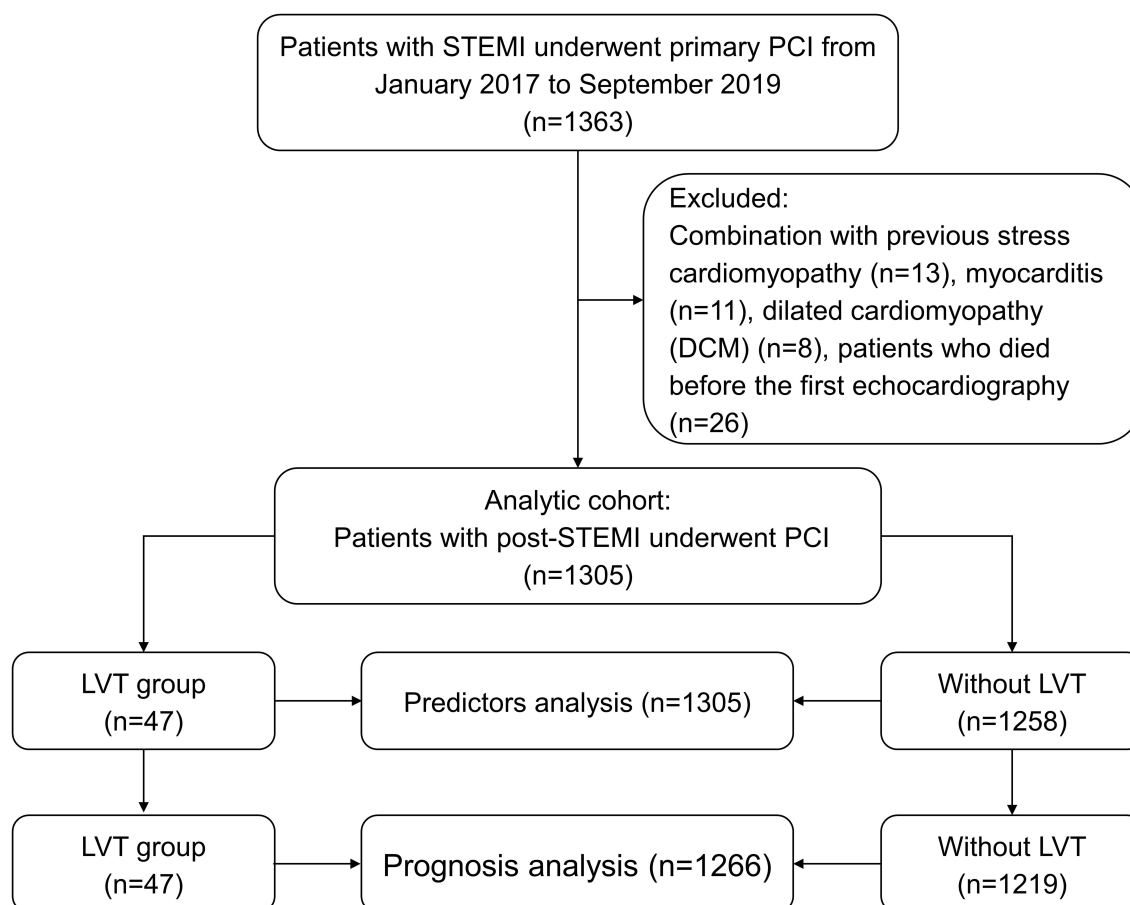 Patients with STEMI underwent primary PCI from
January 2017 to September 2019
(n=1363)
Excluded:
Combination with previous stress
cardiomyopathy (n=13), myocarditis
(n=11), dilated cardiomyopathy
(DCM) (n=8), patients who died
before the first echocardiography
(n=26)
Analytic cohort:
Patients with post-STEMI underwent PCI
(n=1305)
LVT group
(n=47)
Predictors analysis (n=1305)
Without LVT
(n=1258)
LVT group
(n=47)
Prognosis analysis (n=1266)
Without LVT
(n=1219)